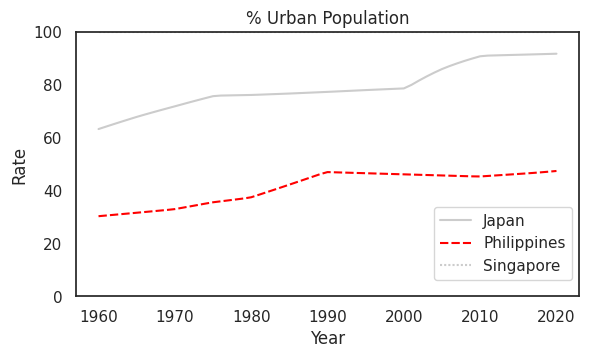 % Urban Population
100
80
60
40
20
0
Rate
1960 1970 1980 1990 2000 2010 2020
Year
Japan
Philippines
Singapore